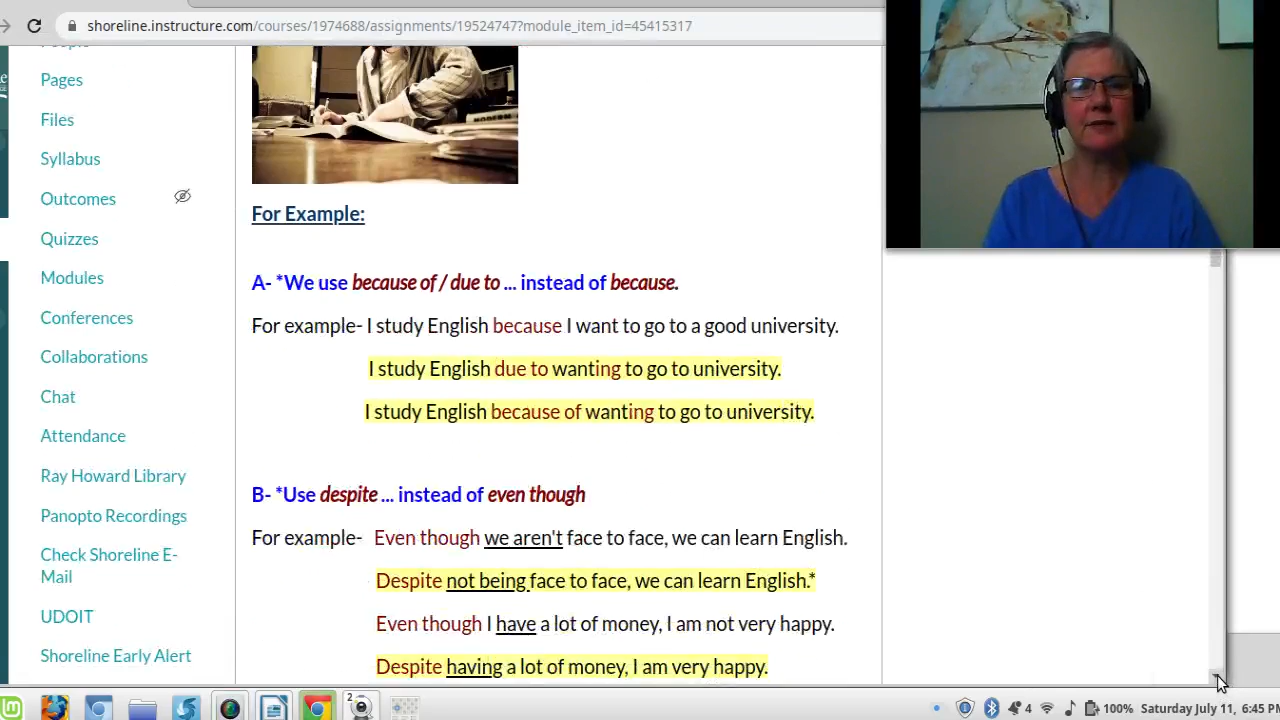 shoreline.instructure.com/courses/1974688/assignments/19524747?module_item_id=45415317
Pages
Files
Syllabus
Outcomes
Quizzes
Modules
Conferences
Collaborations
Chat
Attendance
Ray Howard Library
Panopto Recordings
Check Shoreline E-
Mail
UDOIT
Shoreline Early Alert
For Example:
A- *We use because of / due to ... instead of because.
For example- I study English because I want to go to a good university.
I study English due to wanting to go to university.
I study English because of wanting to go to university.
B- *Use despite ... instead of even though
For example- Even though we aren't face to face, we can learn English.
Despite not being face to face, we can learn English.*
Even though I have a lot of money, I am not very happy.
Despite having a lot of money, I am very happy.
2
4
100%
Saturday July 11, 6:45 PM